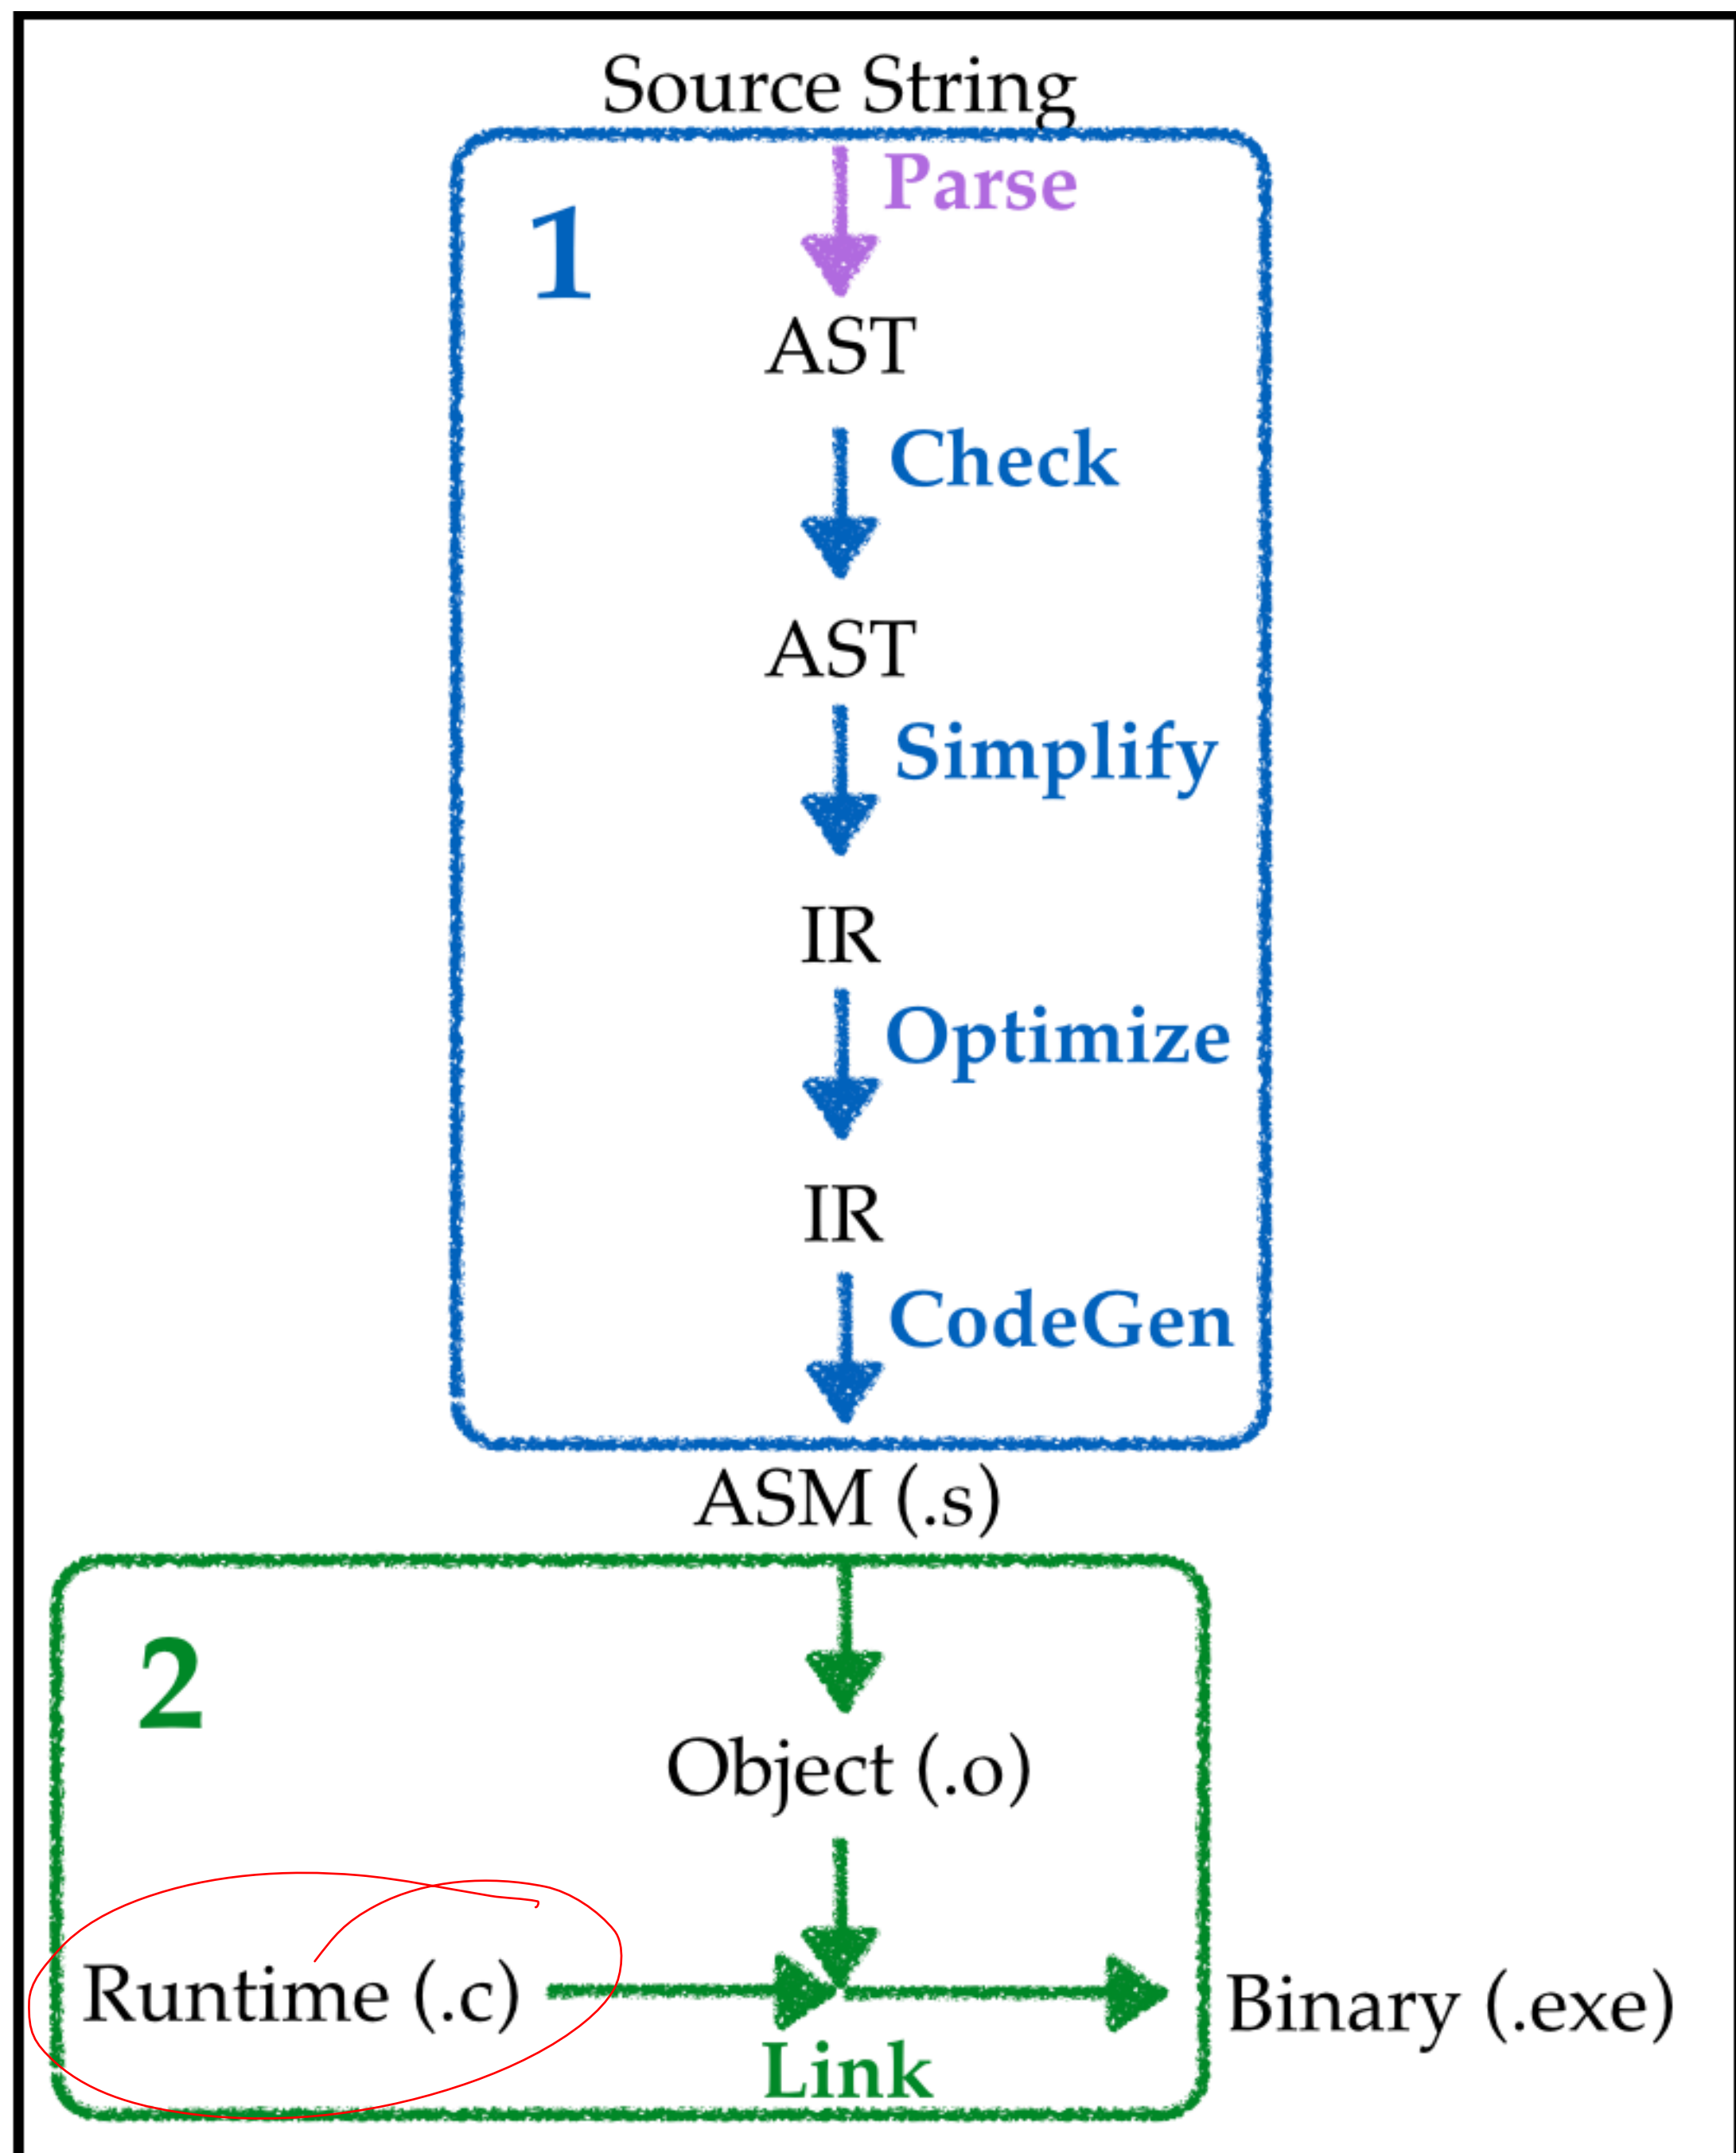 Source String
Parse
1
AST
Check
AST
Simplify
IR
Optimize
IR
CodeGen
ASM (.s)
2
Object (.o)
Runtime (.c)
Binary (.exe)
Link